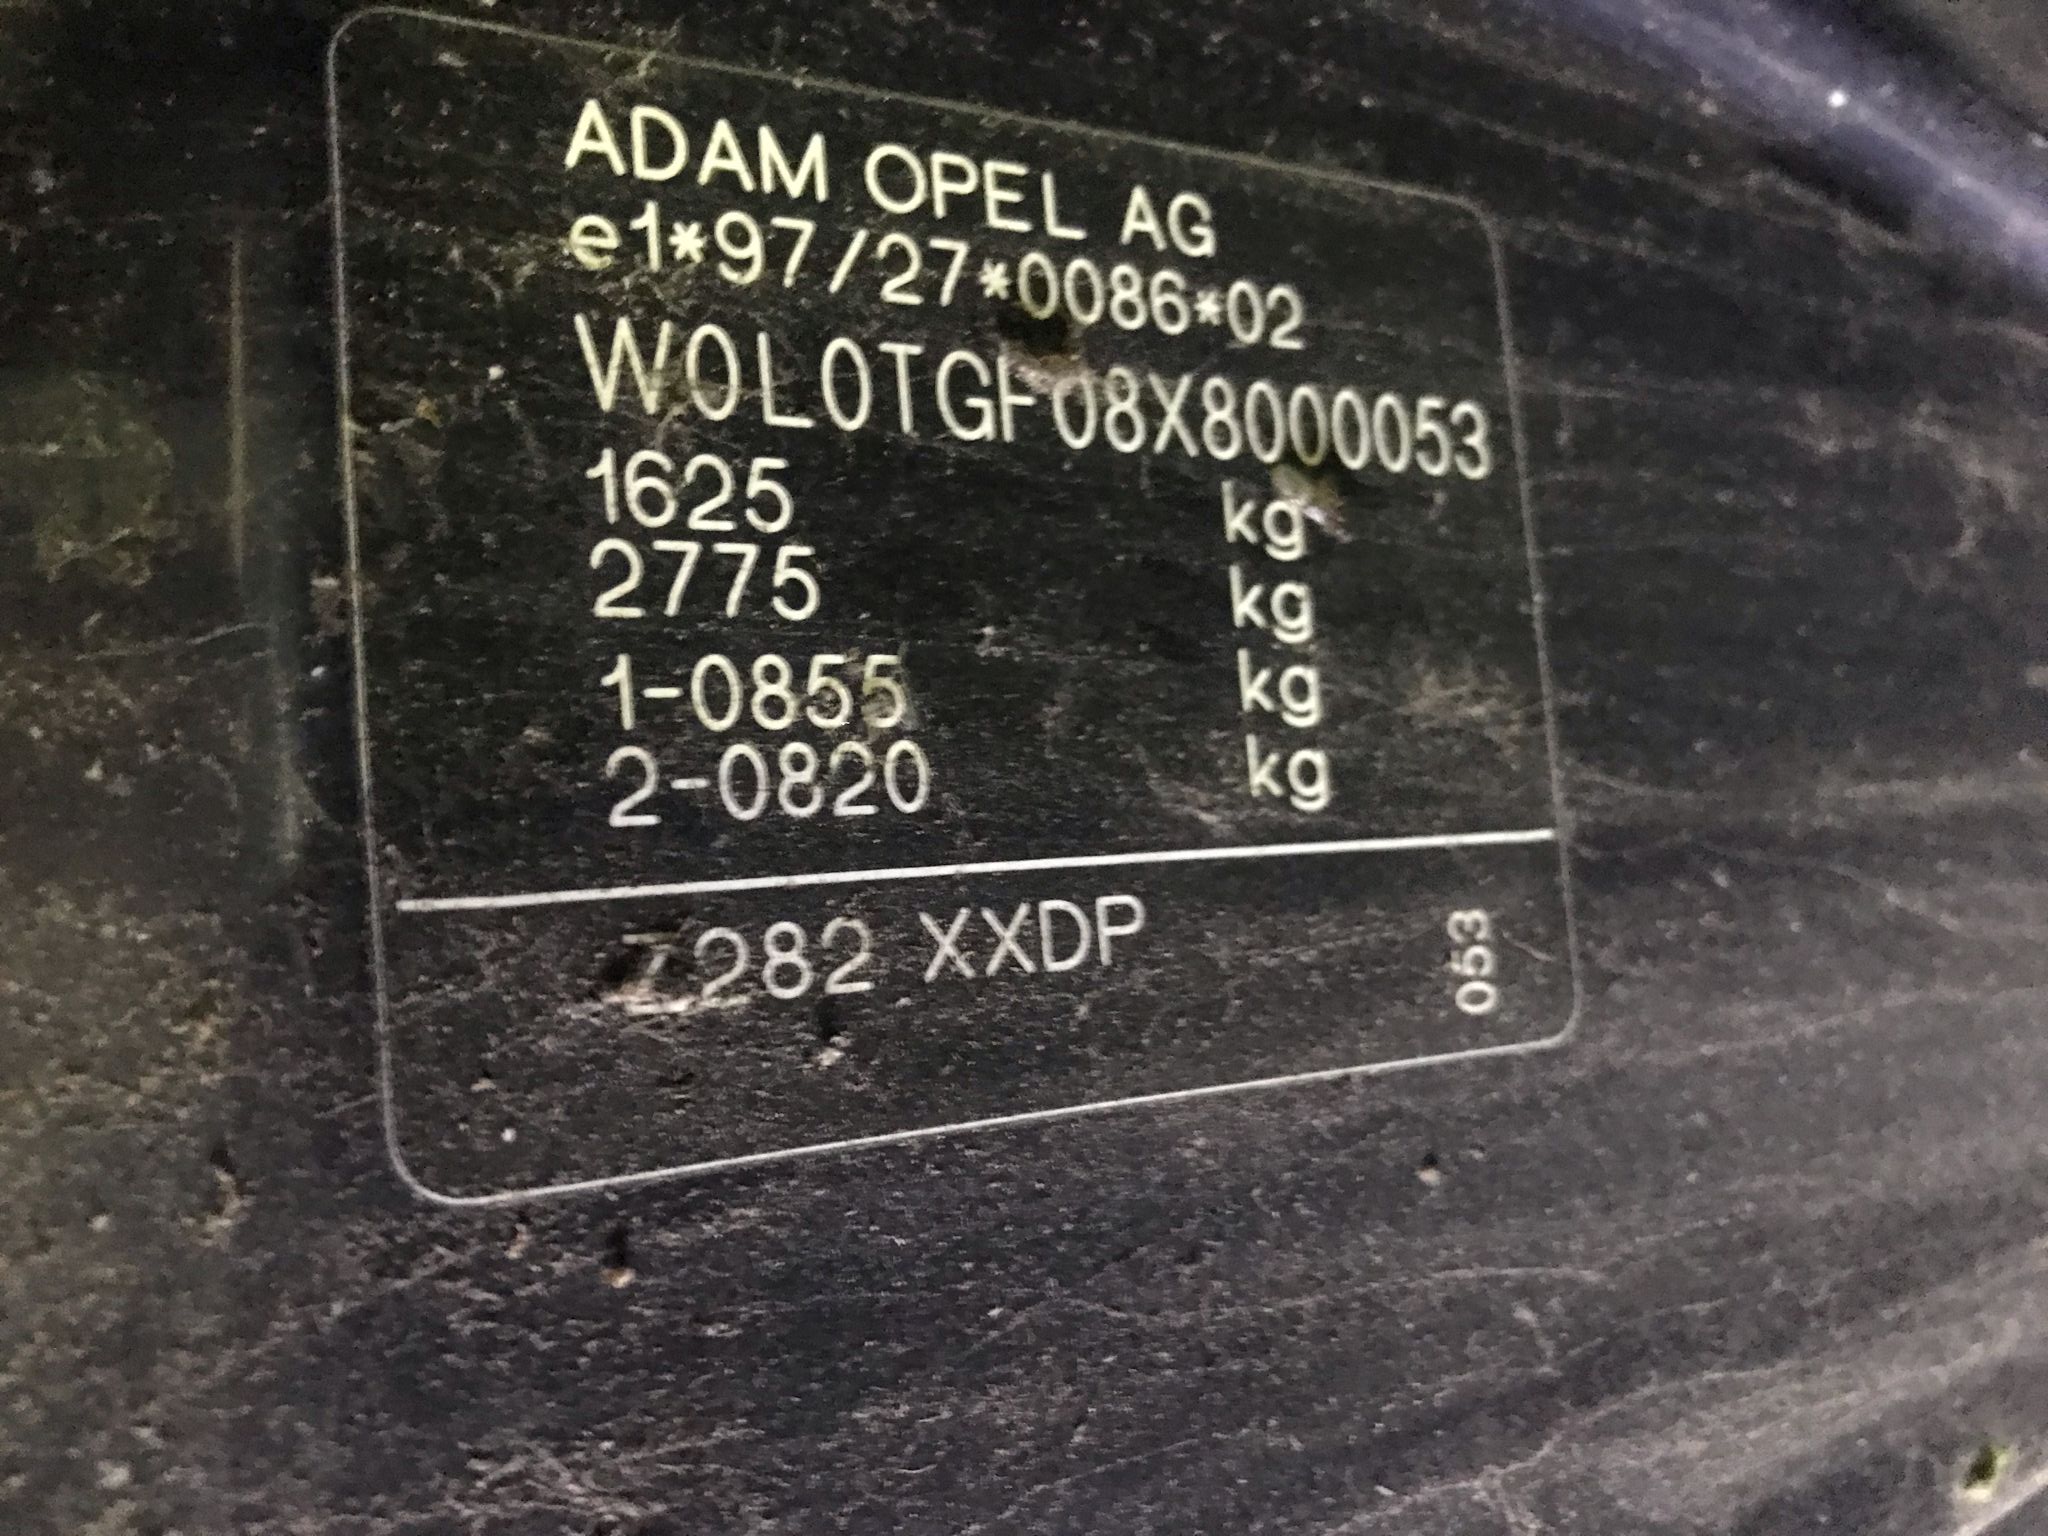 ADAM OPEL AG
e1*97/27*0086*02
W0L0TGF08X8000053
1625 kg
2775 kg
1-0855 kg
2-0820 kg
Z282 XXDP
053